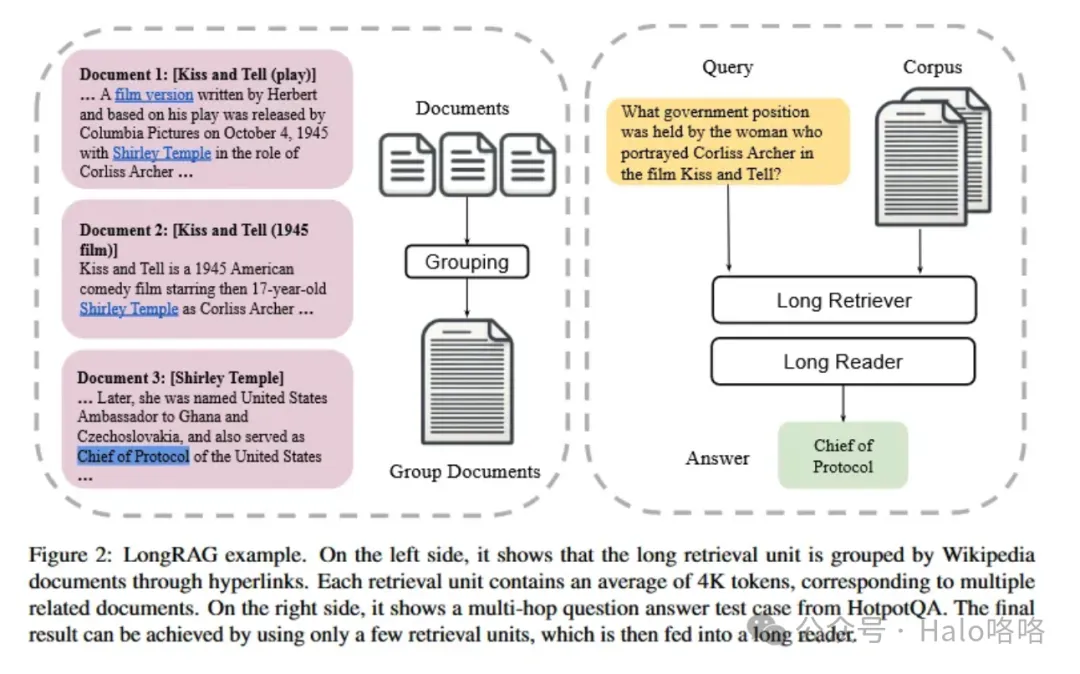 Document 1: [Kiss and Tell (play)]
... A film version written by Herbert
and based on his play was released by
Columbia Pictures on October 4, 1945
with Shirley Temple in the role of
Corliss Archer ...
Document 2: [Kiss and Tell (1945
film)]
Kiss and Tell is a 1945 American
comedy film starring then 17-year-old
Shirley Temple as Corliss Archer ...
Document 3: [Shirley Temple]
... Later, she was named United States
Ambassador to Ghana and
Czechoslovakia, and also served as
Chief of Protocol of the United States
...
Documents
Grouping
Group Documents
Query
Corpus
What government position
was held by the woman who
portrayed Corliss Archer in
the film Kiss and Tell?
Long Retriever
Long Reader
Answer
Chief of
Protocol
Figure 2: LongRAG example. On the left side, it shows that the long retrieval unit is grouped by Wikipedia
documents through hyperlinks. Each retrieval unit contains an average of 4K tokens, corresponding to multiple
related documents. On the right side, it shows a multi-hop question answer test case from HotpotQA. The final
result can be achieved by using only a few retrieval units, which is then fed into a long reader.
公众号 · Halo咯咯